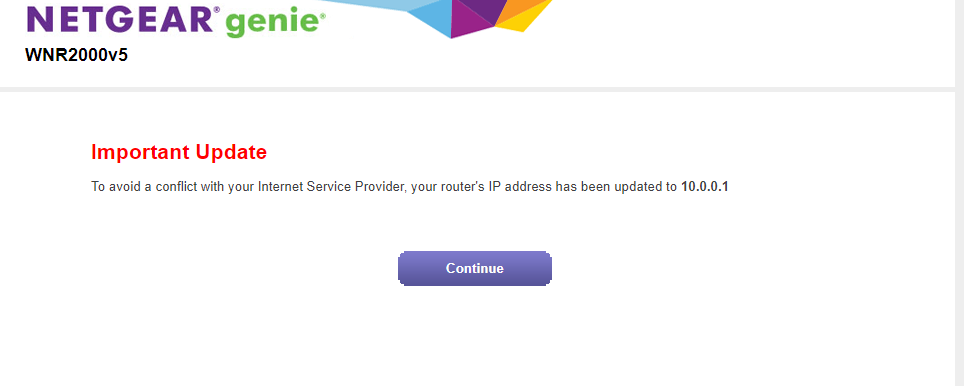 NETGEAR® genie®
WNR2000v5
Important Update
To avoid a conflict with your Internet Service Provider, your router's IP address has been updated to 10.0.0.1
Continue